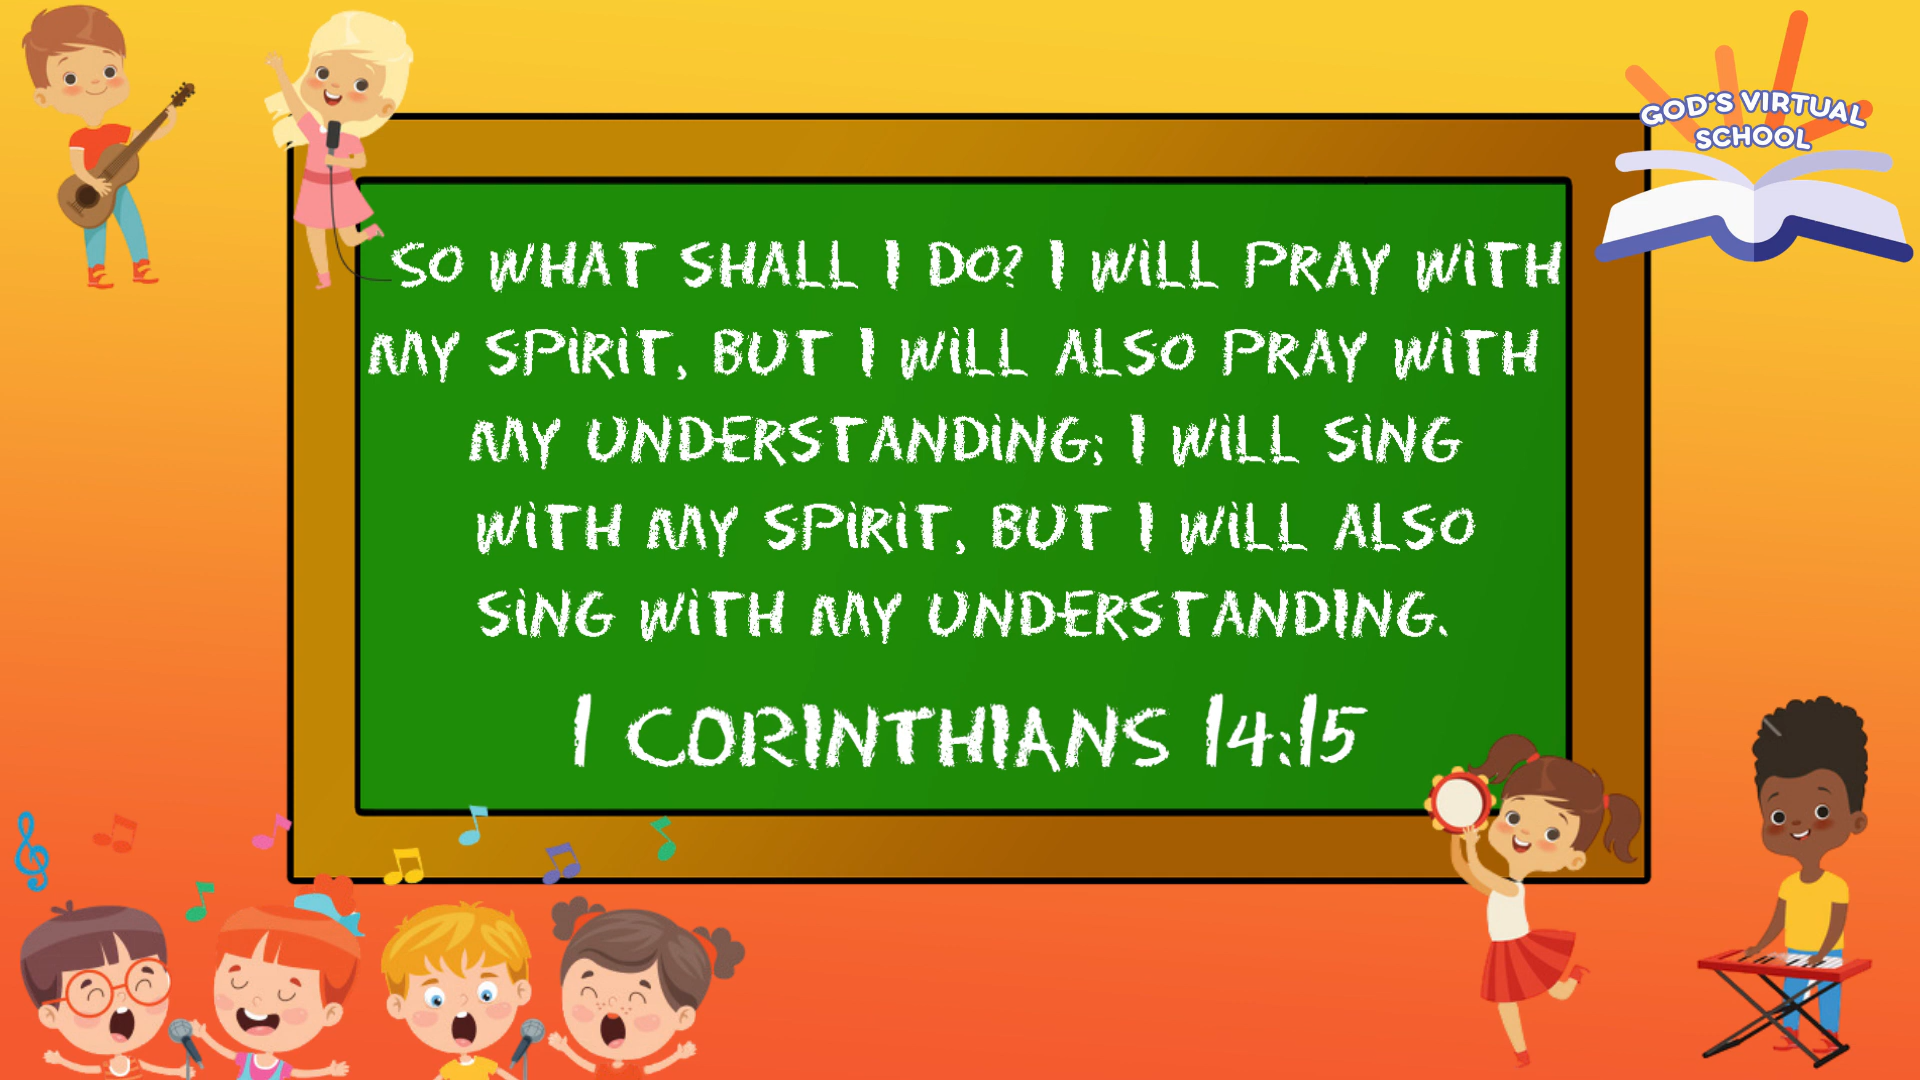 GOD'S VIRTUAL
SCHOOL
SO WHAT SHALL I DO? I WILL PRAY WITH
MY SPIRIT, BUT I WILL ALSO PRAY WITH
MY UNDERSTANDING; I WILL SING
WITH MY SPIRIT, BUT I WILL ALSO
SING WITH MY UNDERSTANDING.
1 CORINTHIANS 14:15